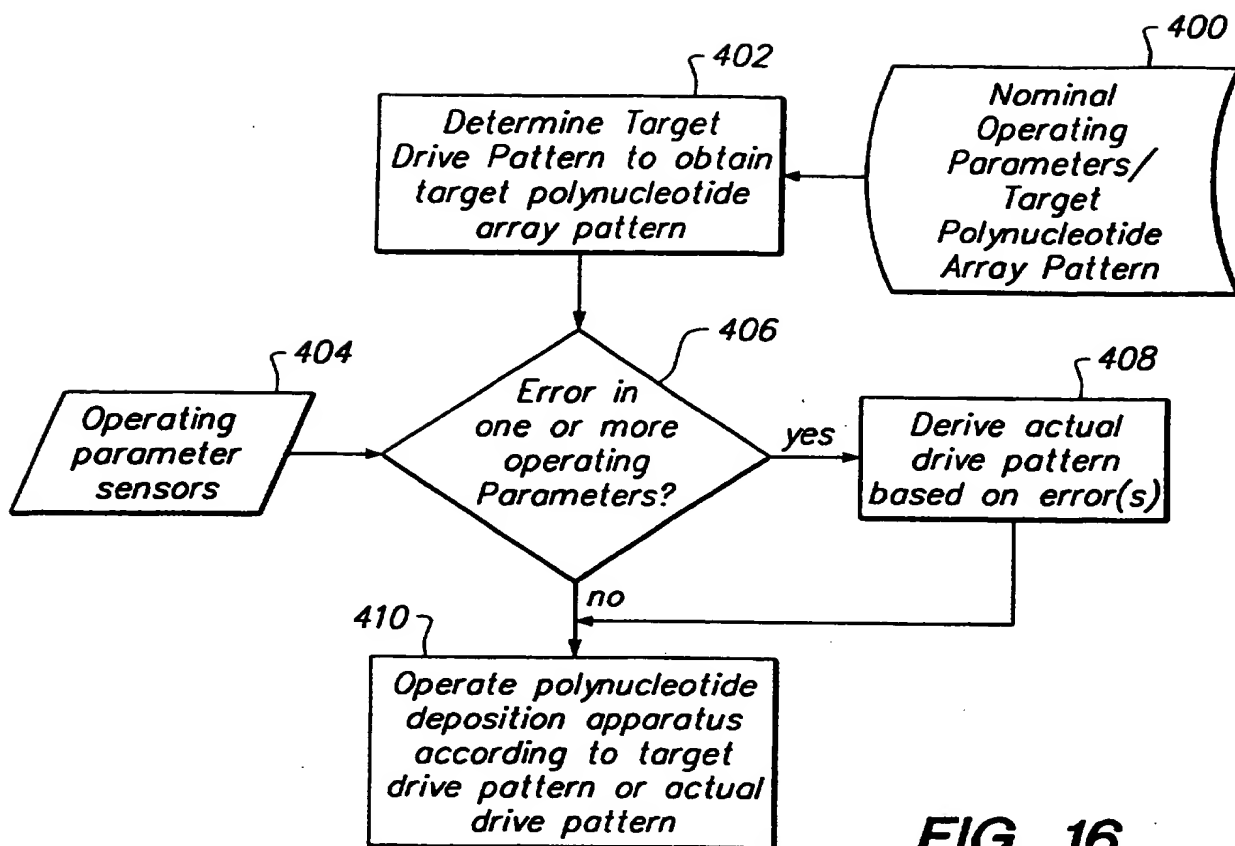 402
Determine Target
Drive Pattern to obtain
target polynucleotide
array pattern
400
Nominal
Operating
Parameters/
Target
Polynucleotide
Array Pattern
404
Operating
parameter
sensors
406
Error in
one or more
operating
Parameters?
yes
408
Derive actual
drive pattern
based on error(s)
no
410
Operate polynucleotide
deposition apparatus
according to target
drive pattern or actual
drive pattern
FIG. 16